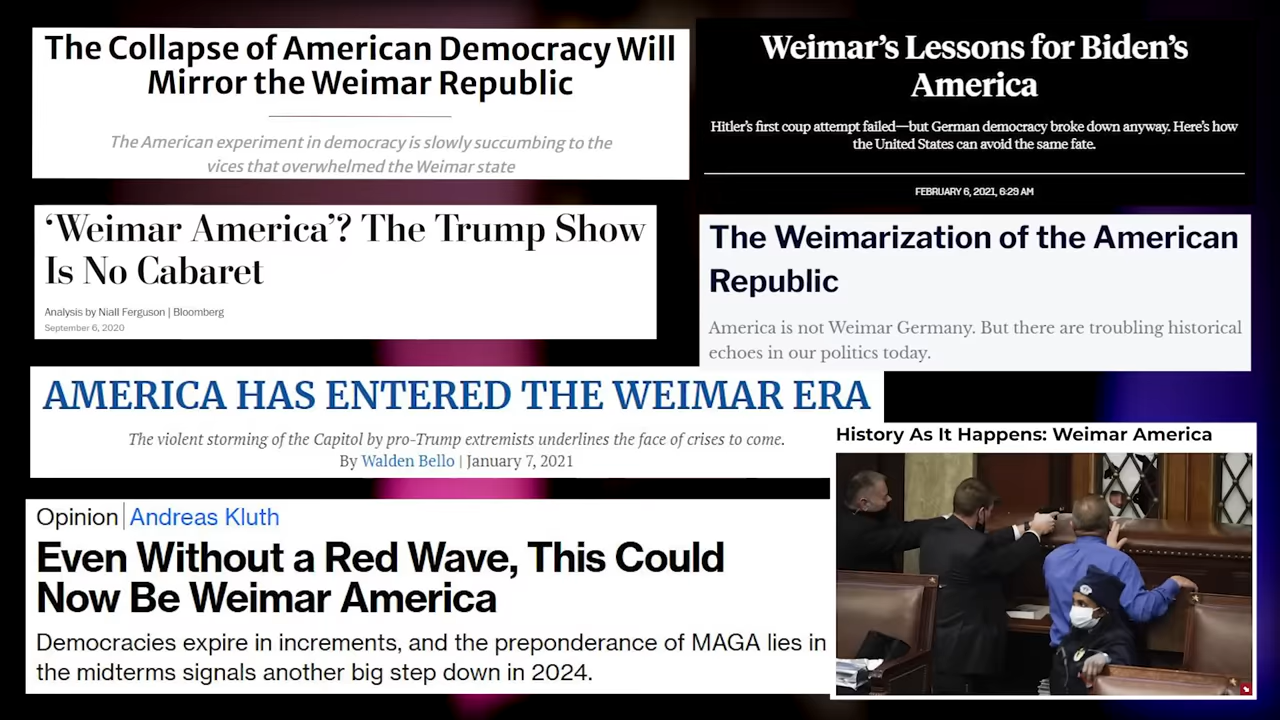 The Collapse of American Democracy Will
Mirror the Weimar Republic
The American experiment in democracy is slowly succumbing to the
vices that overwhelmed the Weimar state
Weimar's Lessons for Biden's
America
Hitler's first coup attempt failed—but German democracy broke down anyway. Here's how
the United States can avoid the same fate.
FEBRUARY 6, 2021, 6:29 AM
‘Weimar America’? The Trump Show
Is No Cabaret
Analysis by Niall Ferguson | Bloomberg
September 6, 2020
The Weimarization of the American
Republic
America is not Weimar Germany. But there are troubling historical
echoes in our politics today.
AMERICA HAS ENTERED THE WEIMAR ERA
The violent storming of the Capitol by pro-Trump extremists underlines the face of crises to come.
By Walden Bello | January 7, 2021
History As It Happens: Weimar America
Opinion | Andreas Kluth
Even Without a Red Wave, This Could
Now Be Weimar America
Democracies expire in increments, and the preponderance of MAGA lies in
the midterms signals another big step down in 2024.